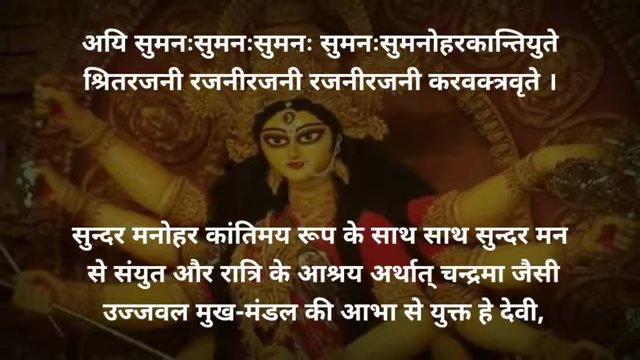 अयि सुमनःसुमनःसुमनः सुमनःसुमनोहरकान्तियुते
श्रितरजनी रजनीरजनी रजनीरजनी करवक्त्रवृते ।
सुन्दर मनोहर कांतिमय रूप के साथ साथ सुन्दर मन
से संयुत और रात्रि के आश्रय अर्थात् चन्द्रमा जैसी
उज्जवल मुख-मंडल की आभा से युक्त हे देवी,